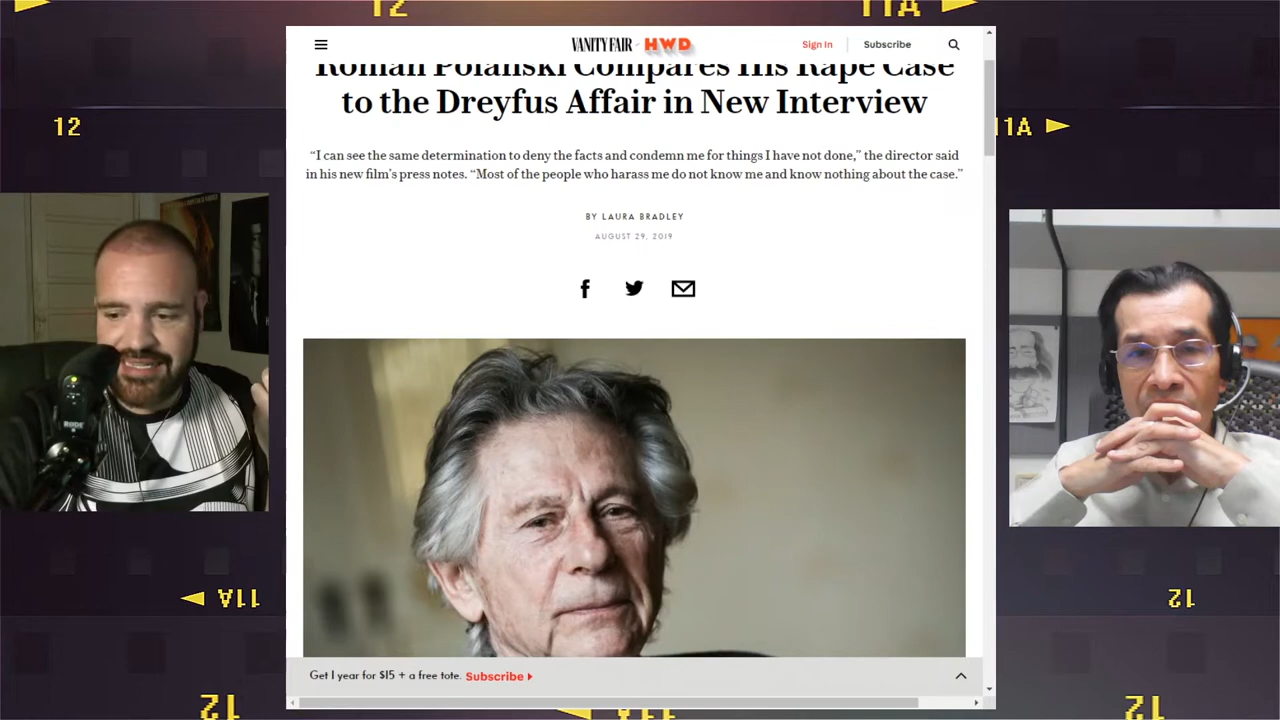 12
11A
VANITY FAIR HWD
Sign In
Subscribe
Roman Polanski Compares His Rape Case
to the Dreyfus Affair in New Interview
12
11A
“I can see the same determination to deny the facts and condemn me for things I have not done,” the director said
in his new film’s press notes. “Most of the people who harass me do not know me and know nothing about the case.”
BY LAURA BRADLEY
AUGUST 29, 2019
RØDE
11A
12
Get 1 year for $15 + a free tote. Subscribe
12
11A
12